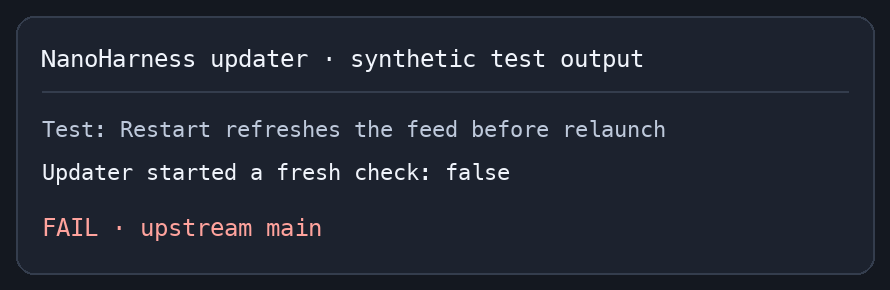 NanoHarness updater · synthetic test output
Test: Restart refreshes the feed before relaunch
Updater started a fresh check: false
FAIL · upstream main